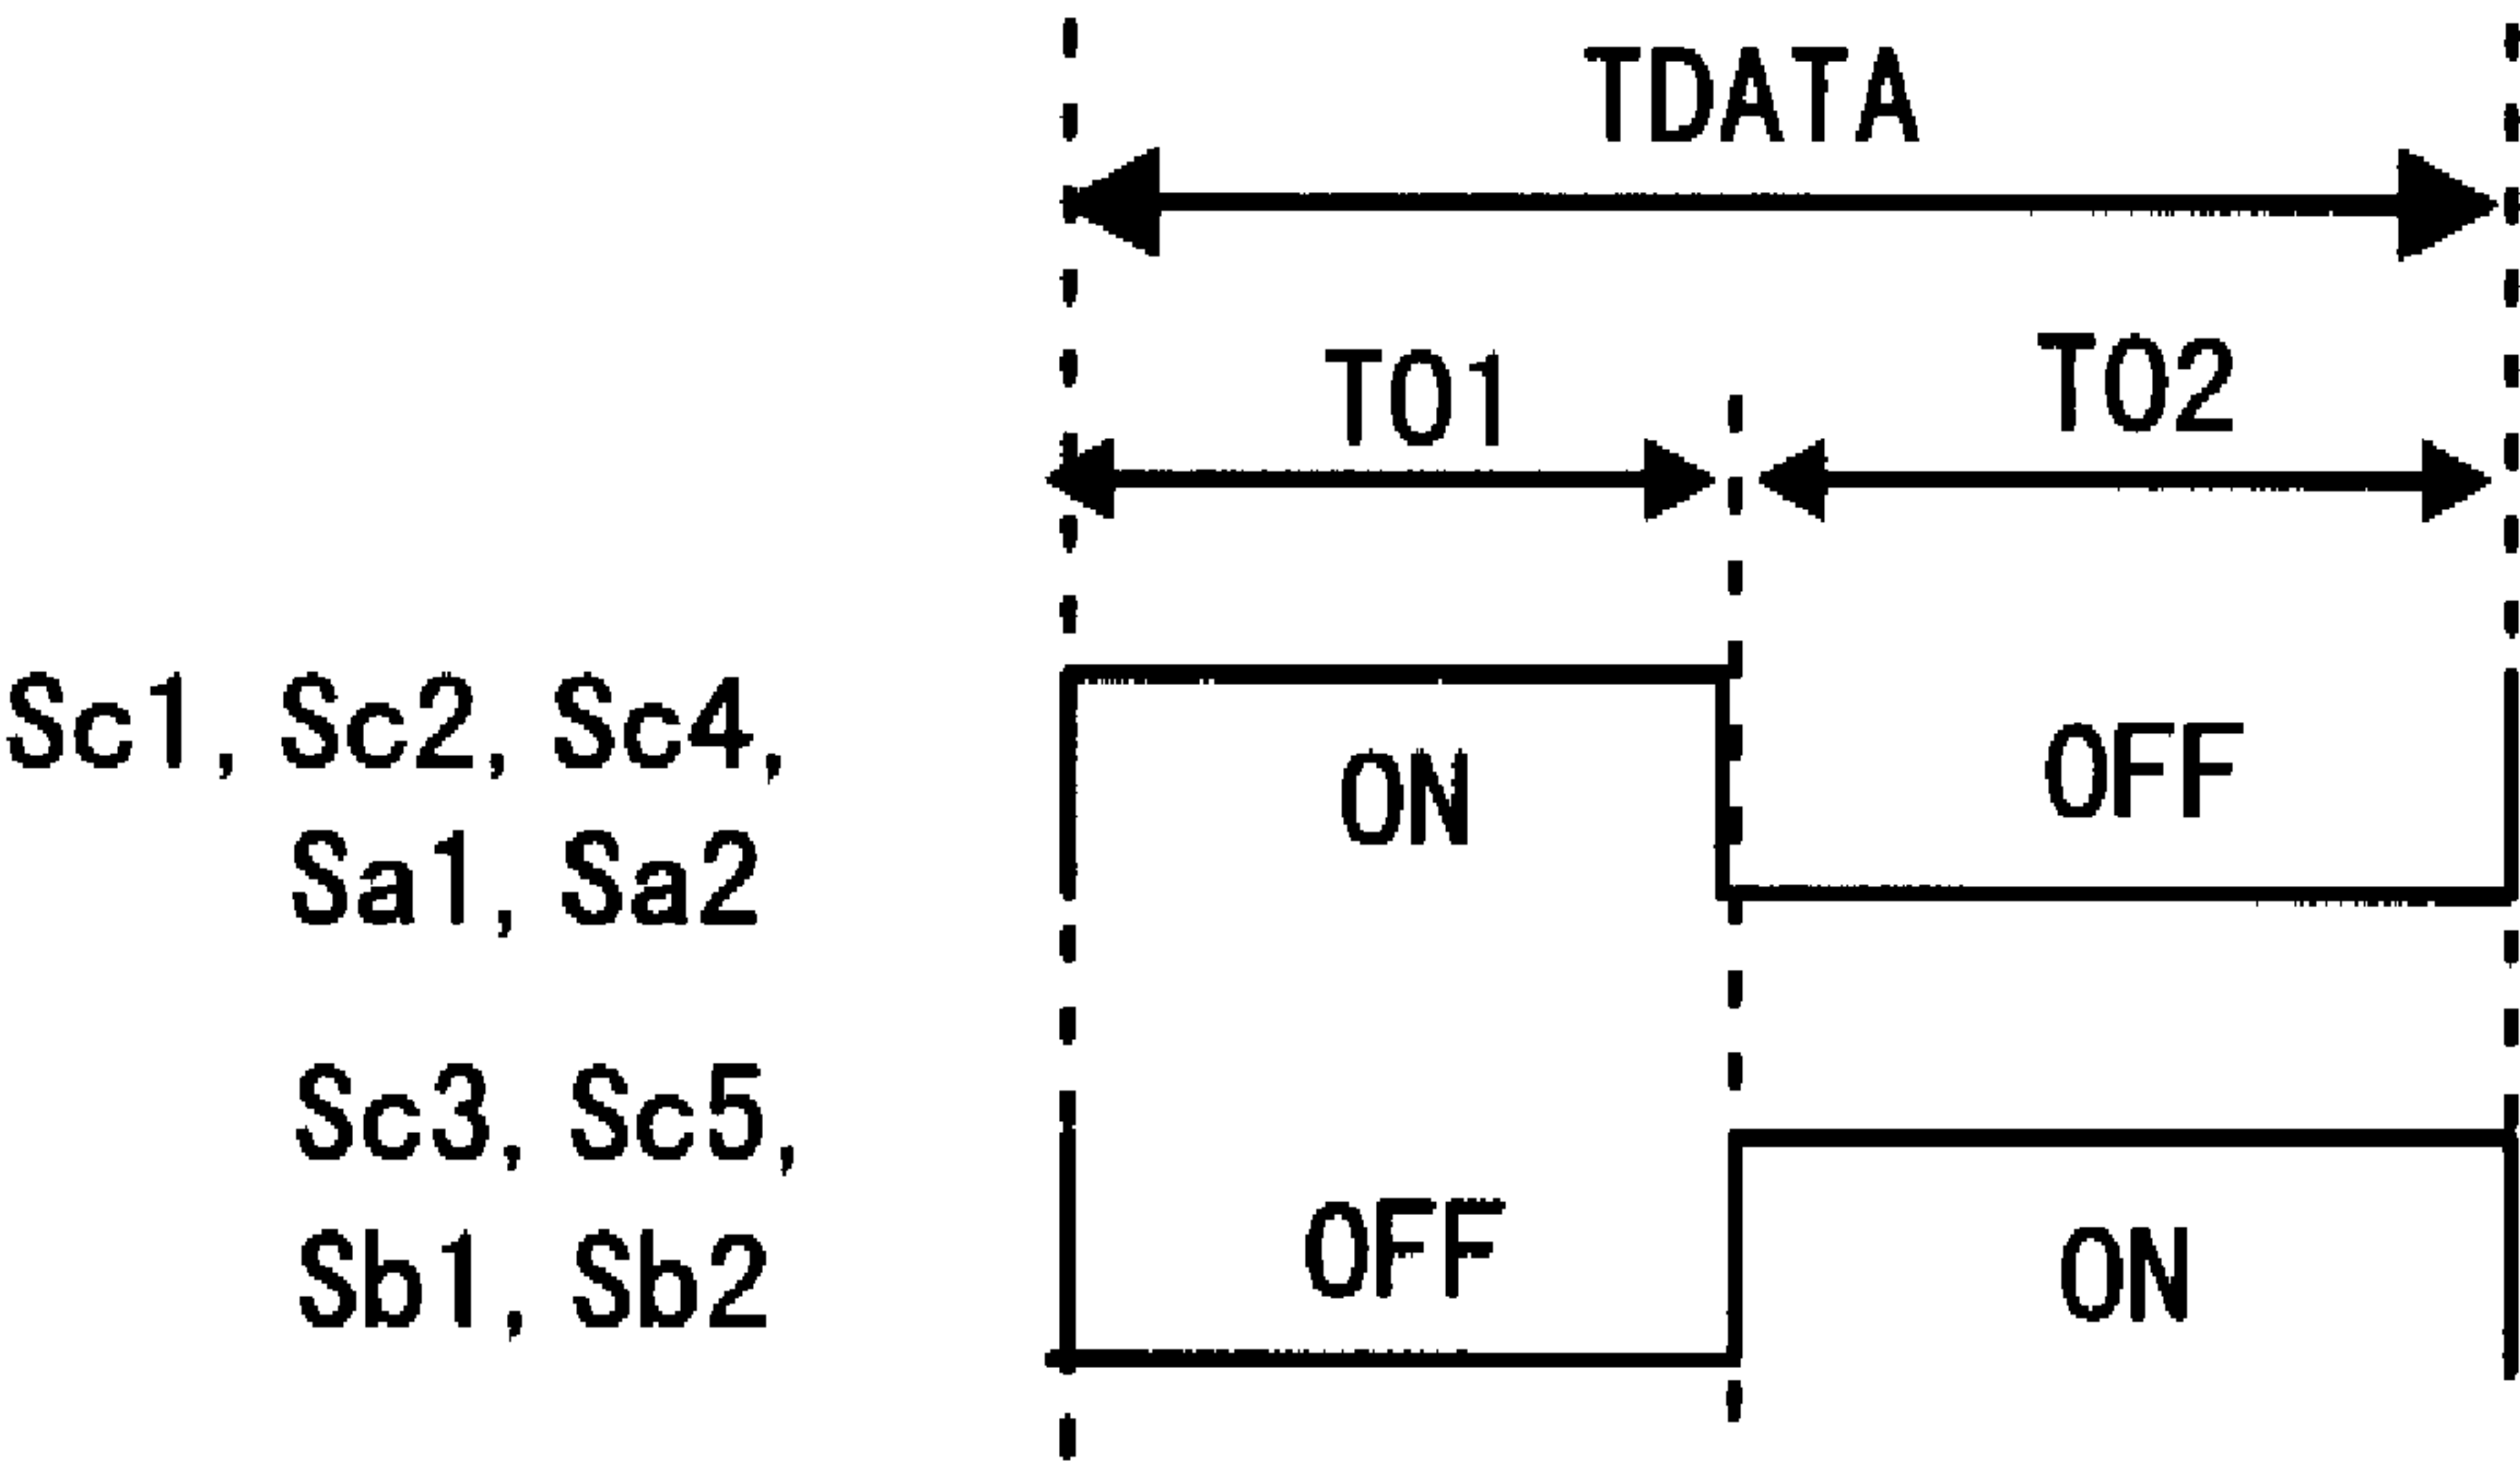 TDATA
TO1
TO2
Sc1, Sc2, Sc4,
Sa1, Sa2
ON
OFF
Sc3, Sc5,
Sb1, Sb2
OFF
ON